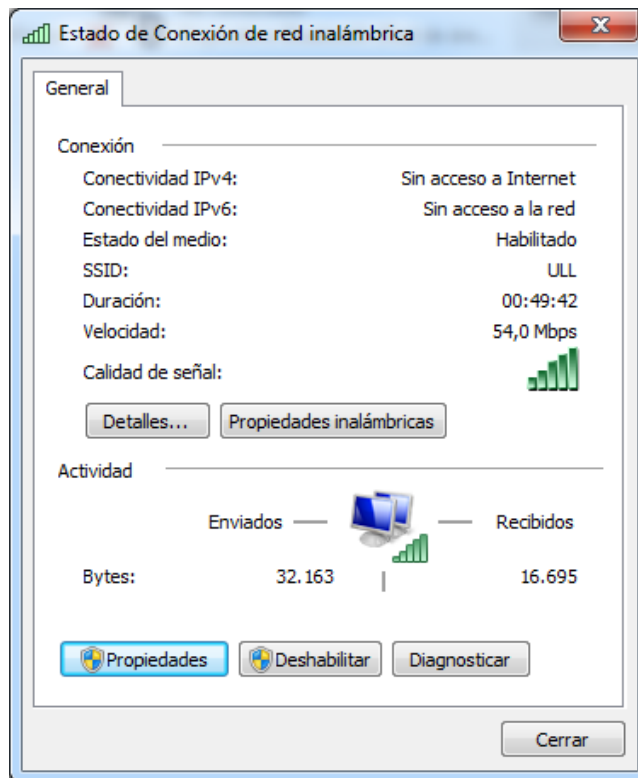 Estado de Conexión de red inalámbrica
General
Conexión
Conectividad IPv4: Sin acceso a Internet
Conectividad IPv6: Sin acceso a la red
Estado del medio: Habilitado
SSID: ULL
Duración: 00:49:42
Velocidad: 54,0 Mbps
Calidad de señal:
Detalles... Propiedades inalámbricas
Actividad
Enviados Recibidos
Bytes: 32.163 16.695
Propiedades Deshabilitar Diagnosticar
Cerrar